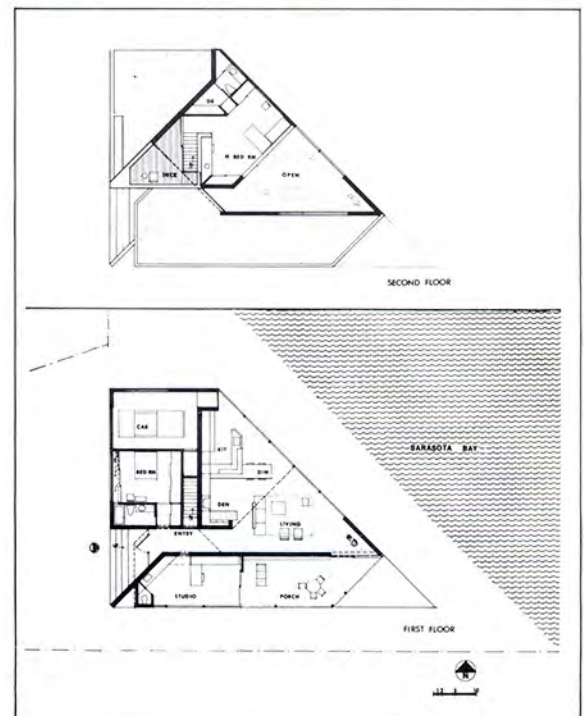 DR
M BED RM
OPEN
DECK
SECOND FLOOR
CAR
KIT
BED RM
DIN
SARASOTA BAY
DEN
LIVING
ENTRY
STUDIO
PORCH
FIRST FLOOR
N